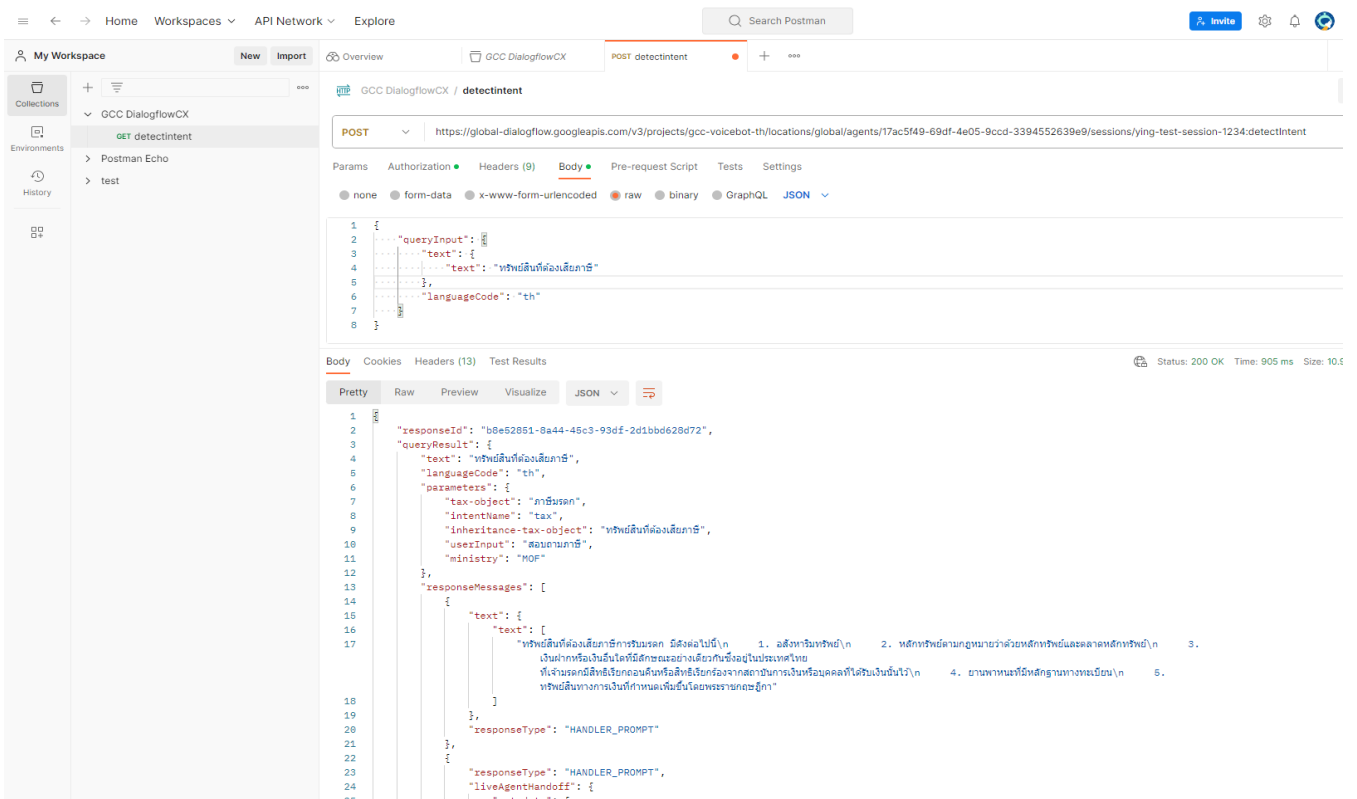 Home Workspaces API Network Explore Search Postman Invite
My Workspace New Import Overview GCC DialogflowCX POST detectintent
Collections
Environments
History
GCC DialogflowCX
GET detectintent
Postman Echo
test
HTTP GCC DialogflowCX / detectintent
POST https://global-dialogflow.googleapis.com/v3/projects/gcc-voicebot-th/locations/global/agents/17ac5f49-69df-4e05-9ccd-3394552639e9/sessions/ying-test-session-1234:detectIntent
Params Authorization Headers (9) Body Pre-request Script Tests Settings
none form-data x-www-form-urlencoded raw binary GraphQL JSON
1 {
2 "queryInput": {
3 "text": {
4 "text": "ทรัพย์สินที่ต้องเสียภาษี"
5 },
6 "languageCode": "th"
7 }
8 }
Body Cookies Headers (13) Test Results Status: 200 OK Time: 905 ms Size: 10.9
Pretty Raw Preview Visualize JSON
1 {
2 "responseId": "b8e52851-8a44-45c3-93df-2d1bbd628d72",
3 "queryResult": {
4 "text": "ทรัพย์สินที่ต้องเสียภาษี",
5 "languageCode": "th",
6 "parameters": {
7 "tax-object": "ภาษีมรดก",
8 "intentName": "tax",
9 "inheritance-tax-object": "ทรัพย์สินที่ต้องเสียภาษี",
10 "userInput": "สอบถามภาษี",
11 "ministry": "MOF"
12 },
13 "responseMessages": [
14 {
15 "text": {
16 "text": [
17 "ทรัพย์สินที่ต้องเสียภาษีการรับมรดก มีดังต่อไปนี้\n 1. อสังหาริมทรัพย์\n 2. หลักทรัพย์ตามกฎหมายว่าด้วยหลักทรัพย์และตลาดหลักทรัพย์\n 3.
เงินฝากหรือเงินอื่นใดที่มีลักษณะอย่างเดียวกันซึ่งอยู่ในประเทศไทย
ที่เจ้ามรดกมีสิทธิเรียกถอนคืนหรือสิทธิเรียกร้องจากสถาบันการเงินหรือบุคคลที่ได้รับเงินนั้นไว้\n 4. ยานพาหนะที่มีหลักฐานทางทะเบียน\n 5.
ทรัพย์สินทางการเงินที่กำหนดเพิ่มขึ้นโดยพระราชกฤษฎีกา"
18 ]
19 },
20 "responseType": "HANDLER_PROMPT"
21 },
22 {
23 "responseType": "HANDLER_PROMPT",
24 "liveAgentHandoff": {